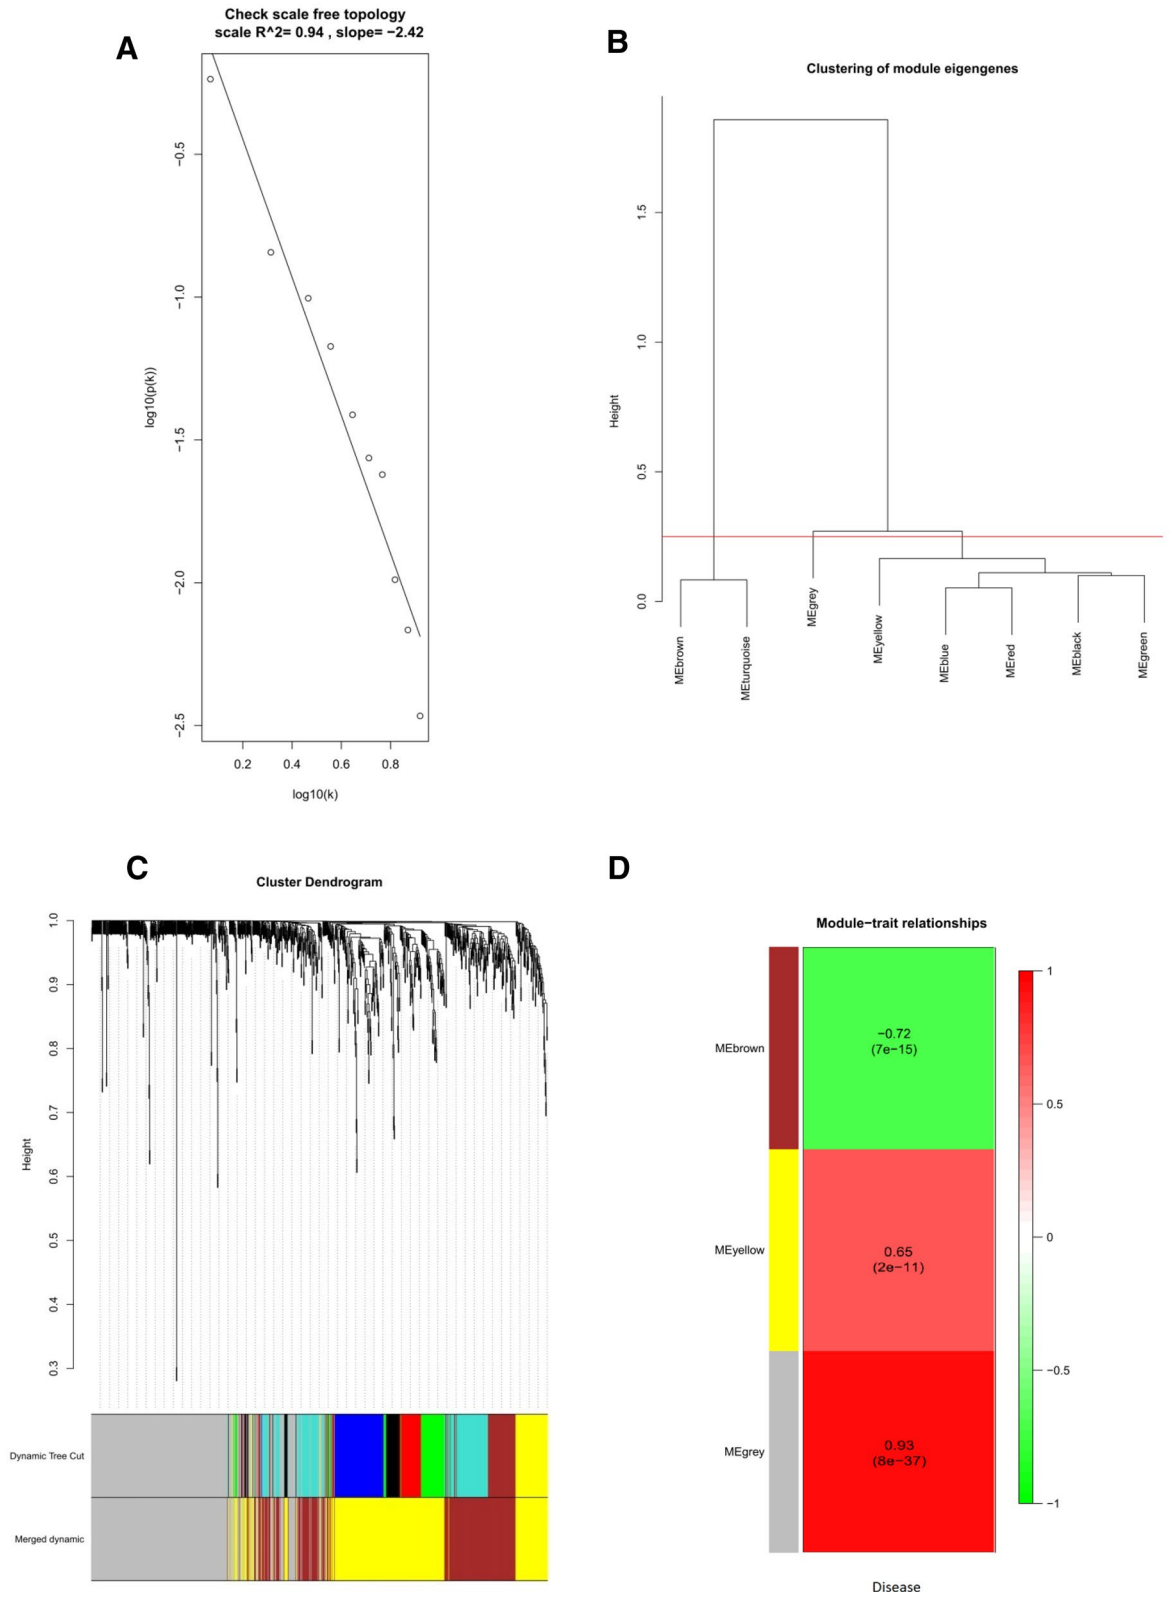 A
Check scale free topology
scale R^2= 0.94 , slope= −2.42
log10(p(k))
−0.5
−1.0
−1.5
−2.0
−2.5
0.2 0.4 0.6 0.8
log10(k)
B
Clustering of module eigengenes
Height
1.5
1.0
0.5
0.0
MEbrown
MEturquoise
MEgrey
MEyellow
MEblue
MEred
MEblack
MEgreen
C
Cluster Dendrogram
Height
1.0
0.9
0.8
0.7
0.6
0.5
0.4
0.3
Dynamic Tree Cut
Merged dynamic
D
Module−trait relationships
MEbrown
−0.72
(7e−15)
MEyellow
0.65
(2e−11)
MEgrey
0.93
(8e−37)
1
0.5
0
−0.5
−1
Disease